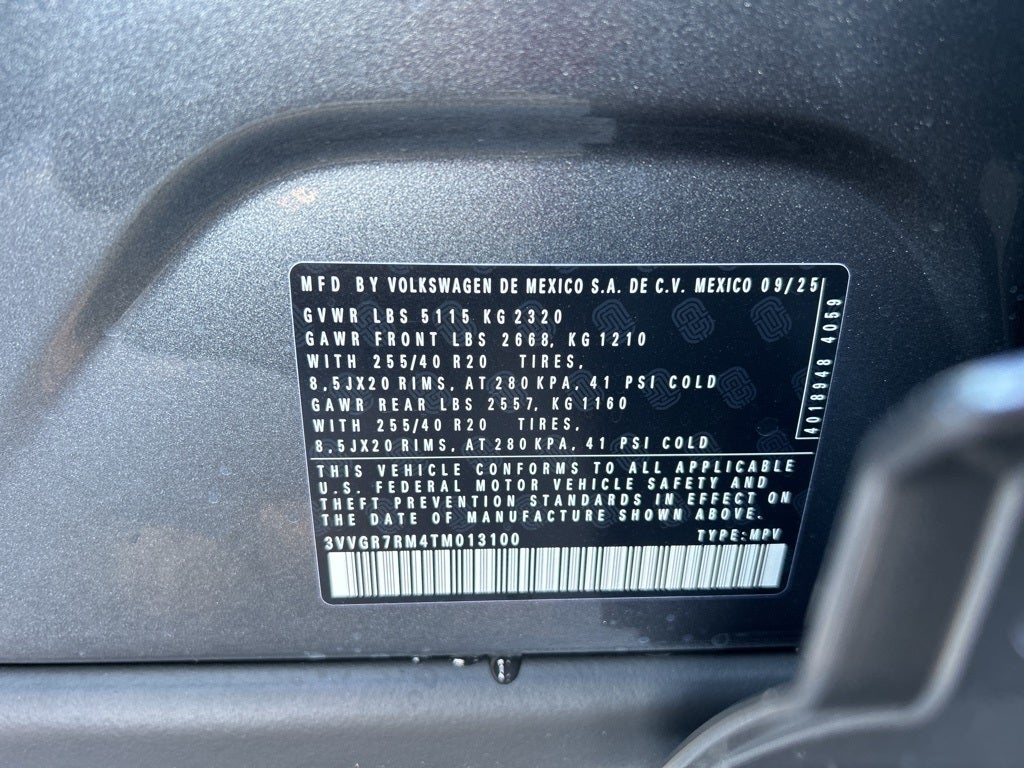 MFD BY VOLKSWAGEN DE MEXICO S.A. DE C.V. MEXICO 09/25
GVWR LBS 5115 KG 2320
GAWR FRONT LBS 2668, KG 1210
WITH 255/40 R20 TIRES,
8,5JX20 RIMS, AT 280 KPA, 41 PSI COLD
GAWR REAR LBS 2557, KG 1160
WITH 255/40 R20 TIRES,
8,5JX20 RIMS, AT 280 KPA, 41 PSI COLD
4018948 4059
THIS VEHICLE CONFORMS TO ALL APPLICABLE
U.S. FEDERAL MOTOR VEHICLE SAFETY AND
THEFT PREVENTION STANDARDS IN EFFECT ON
THE DATE OF MANUFACTURE SHOWN ABOVE.
3VVGR7RM4TM013100 TYPE: MPV